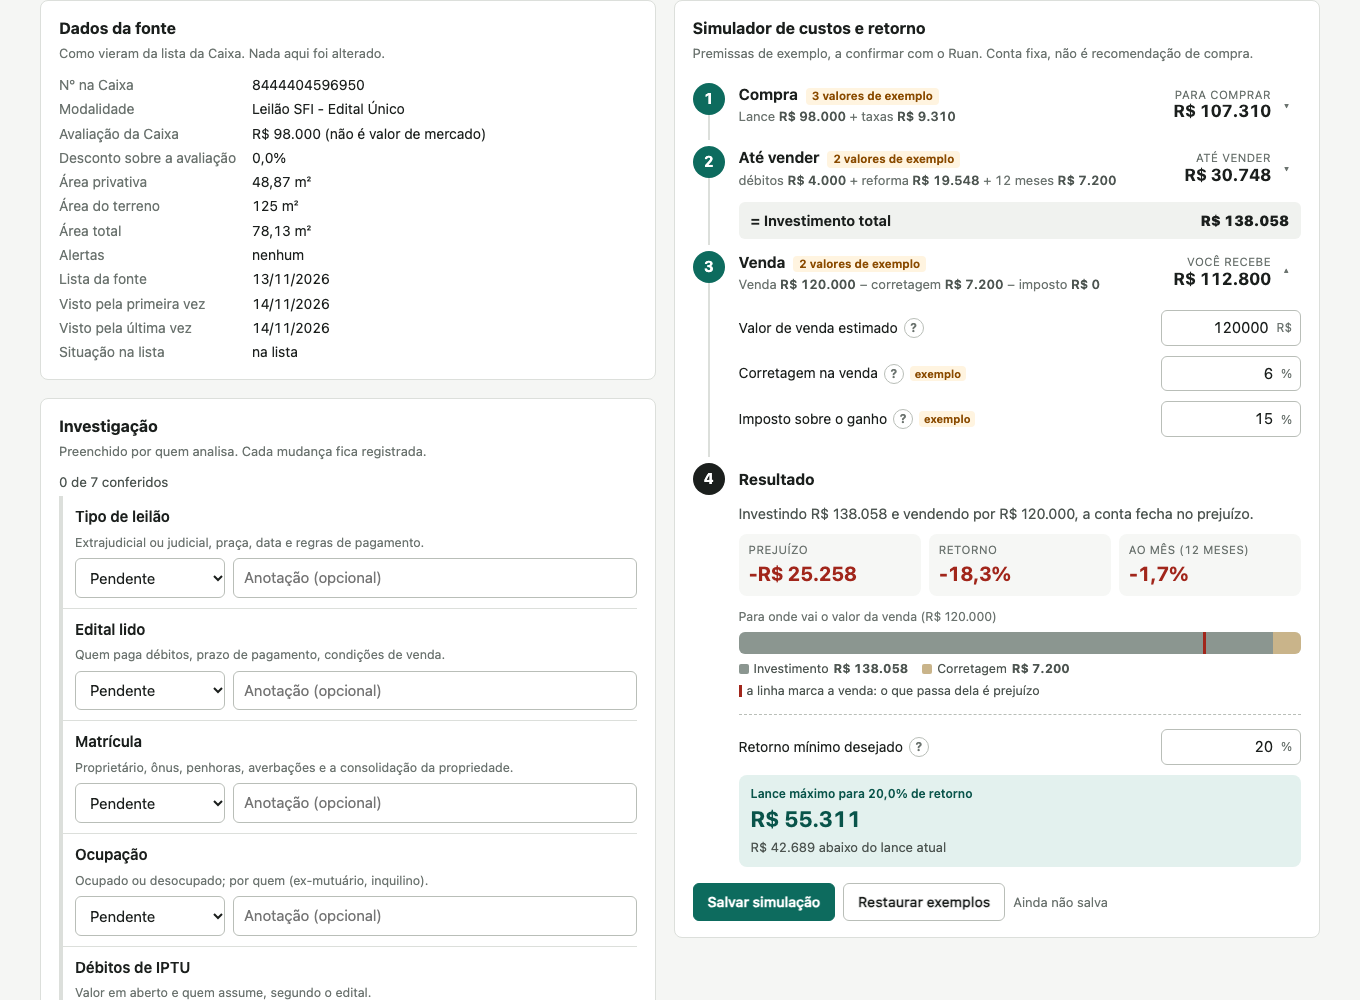 Dados da fonte
Como vieram da lista da Caixa. Nada aqui foi alterado.
Nº na Caixa 8444404596950
Modalidade Leilão SFI - Edital Único
Avaliação da Caixa R$ 98.000 (não é valor de mercado)
Desconto sobre a avaliação 0,0%
Área privativa 48,87 m²
Área do terreno 125 m²
Área total 78,13 m²
Alertas nenhum
Lista da fonte 13/11/2026
Visto pela primeira vez 14/11/2026
Visto pela última vez 14/11/2026
Situação na lista na lista
Investigação
Preenchido por quem analisa. Cada mudança fica registrada.
0 de 7 conferidos
Tipo de leilão
Extrajudicial ou judicial, praça, data e regras de pagamento.
Pendente Anotação (opcional)
Edital lido
Quem paga débitos, prazo de pagamento, condições de venda.
Pendente Anotação (opcional)
Matrícula
Proprietário, ônus, penhoras, averbações e a consolidação da propriedade.
Pendente Anotação (opcional)
Ocupação
Ocupado ou desocupado; por quem (ex-mutuário, inquilino).
Pendente Anotação (opcional)
Débitos de IPTU
Valor em aberto e quem assume, segundo o edital.
Simulador de custos e retorno
Premissas de exemplo, a confirmar com o Ruan. Conta fixa, não é recomendação de compra.
1 Compra 3 valores de exemplo
Lance R$ 98.000 + taxas R$ 9.310
PARA COMPRAR
R$ 107.310
2 Até vender 2 valores de exemplo
débitos R$ 4.000 + reforma R$ 19.548 + 12 meses R$ 7.200
ATÉ VENDER
R$ 30.748
= Investimento total R$ 138.058
3 Venda 2 valores de exemplo
Venda R$ 120.000 – corretagem R$ 7.200 – imposto R$ 0
VOCÊ RECEBE
R$ 112.800
Valor de venda estimado ? 120000 R$
Corretagem na venda ? exemplo 6 %
Imposto sobre o ganho ? exemplo 15 %
4 Resultado
Investindo R$ 138.058 e vendendo por R$ 120.000, a conta fecha no prejuízo.
PREJUÍZO
-R$ 25.258
RETORNO
-18,3%
AO MÊS (12 MESES)
-1,7%
Para onde vai o valor da venda (R$ 120.000)
Investimento R$ 138.058 Corretagem R$ 7.200
a linha marca a venda: o que passa dela é prejuízo
Retorno mínimo desejado ? 20 %
Lance máximo para 20,0% de retorno
R$ 55.311
R$ 42.689 abaixo do lance atual
Salvar simulação Restaurar exemplos Ainda não salva